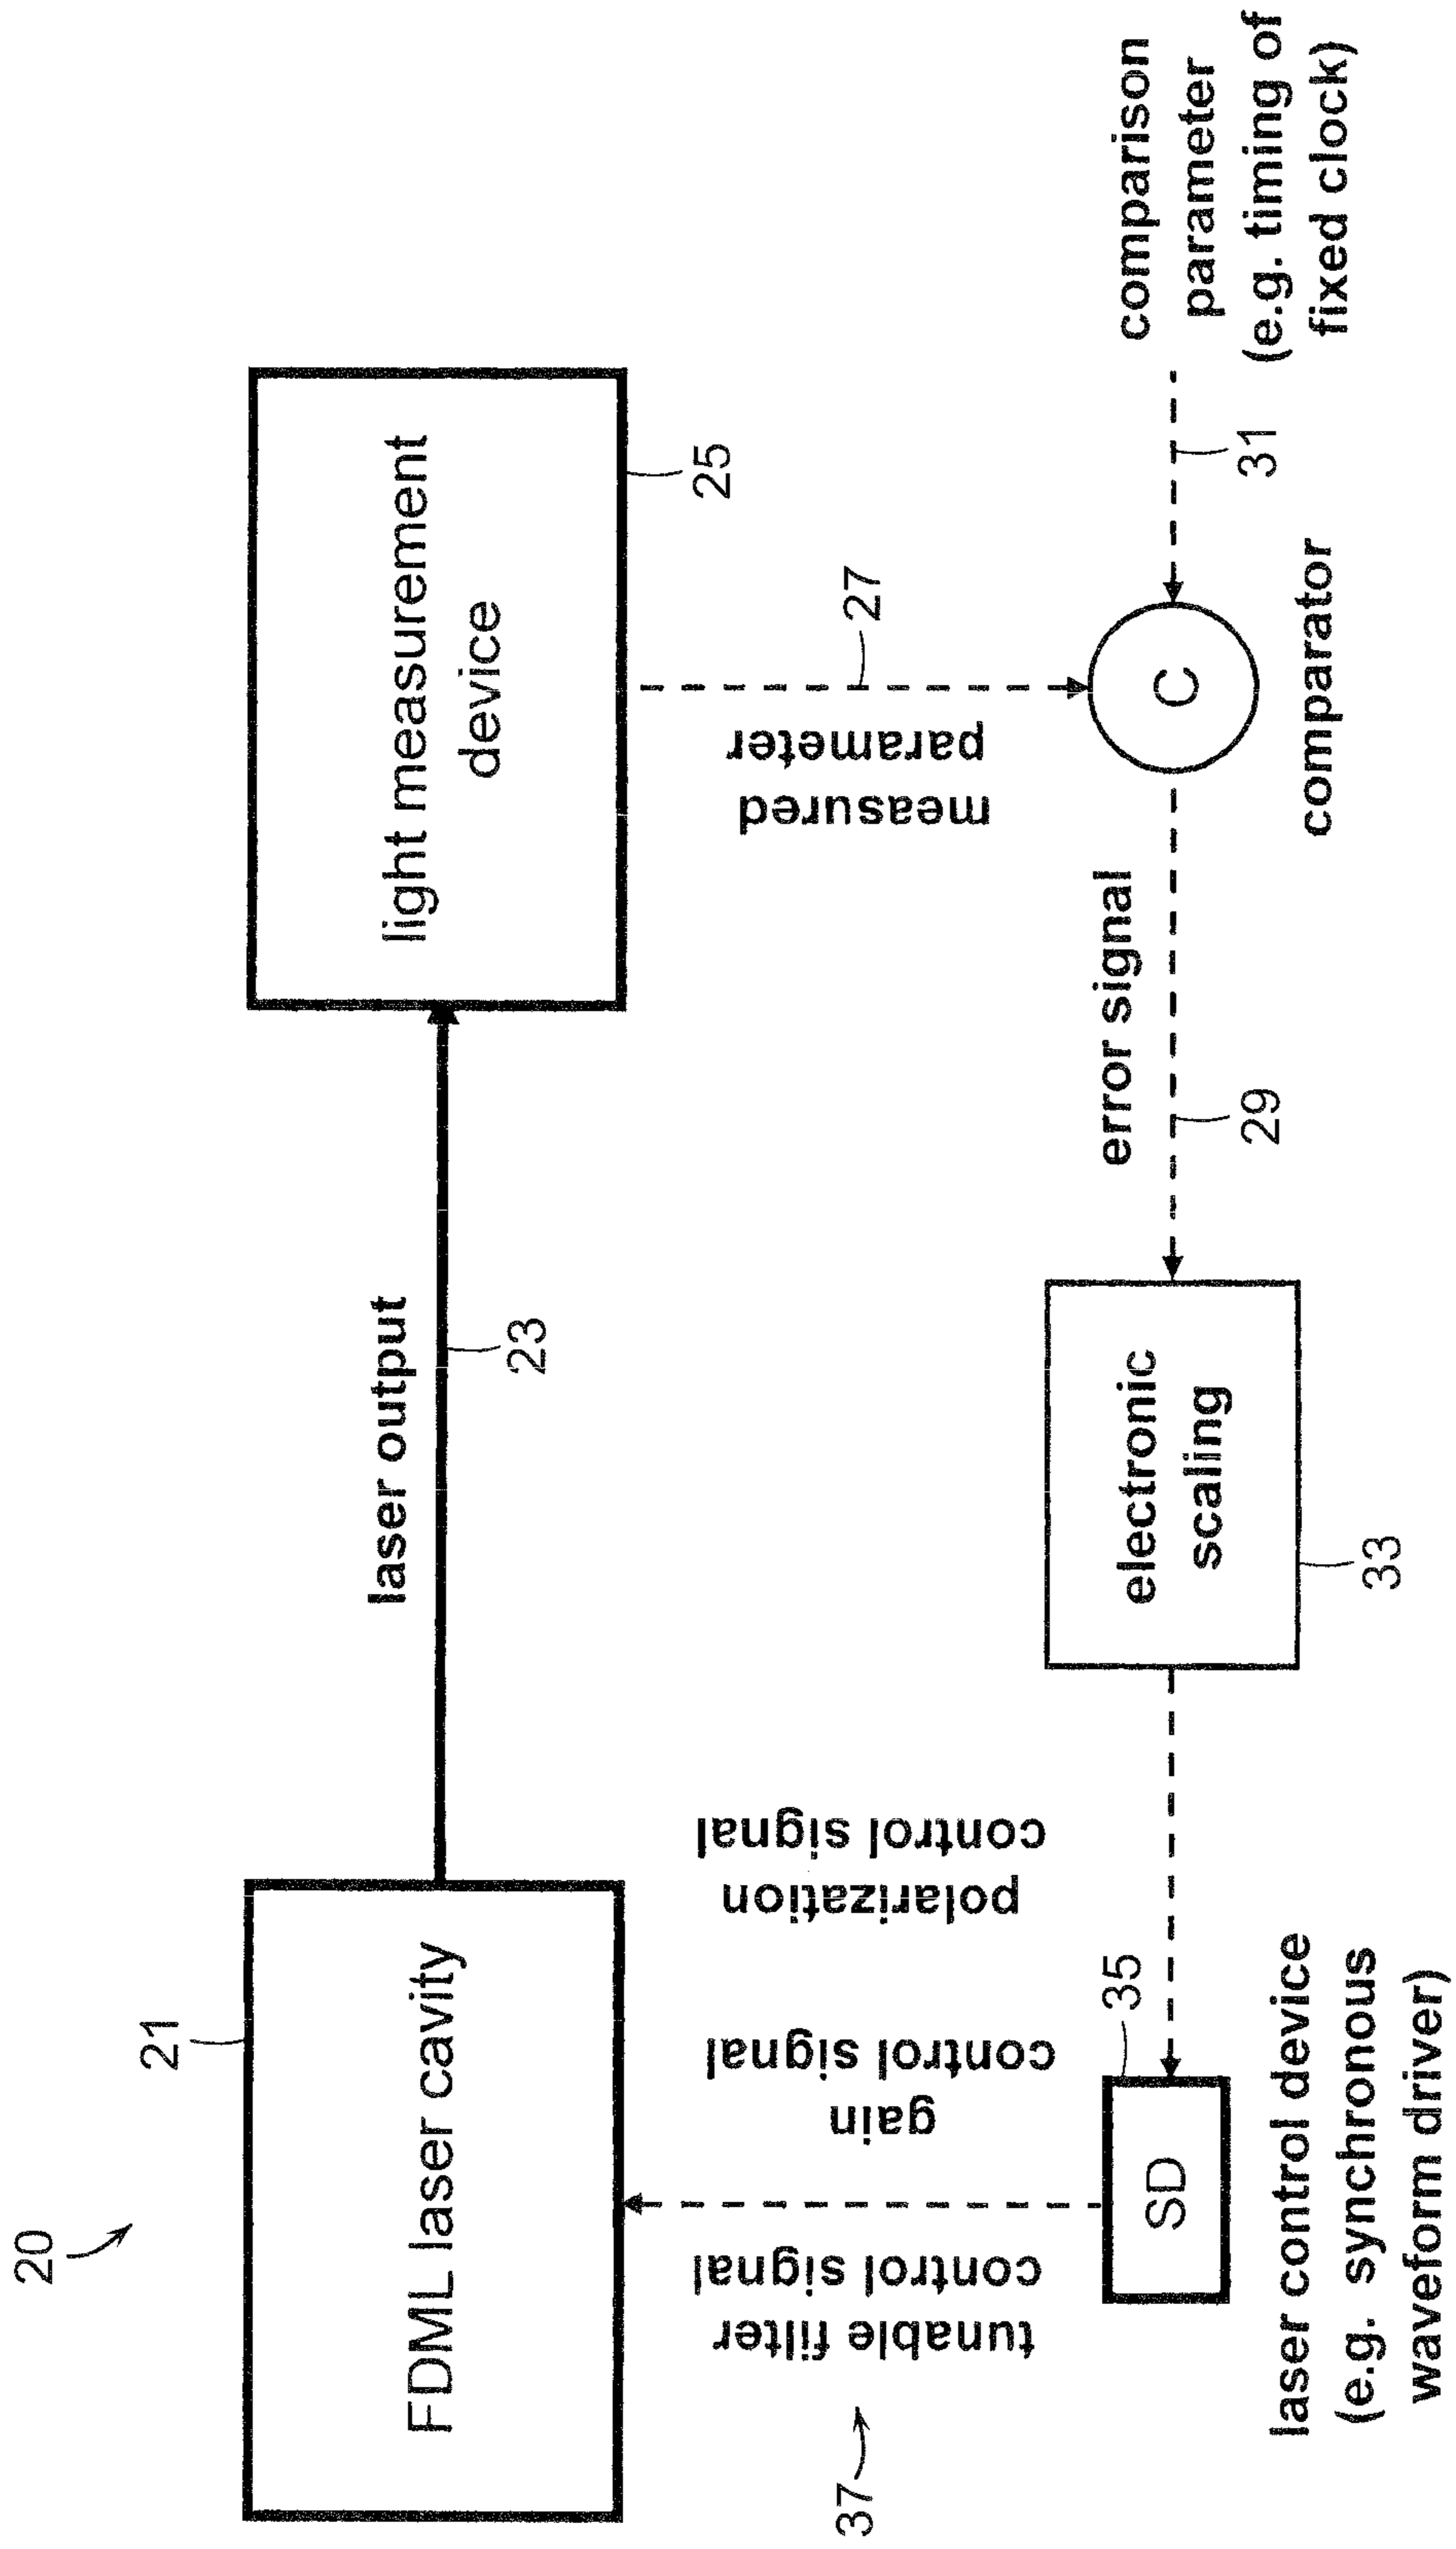 20
21
FDML laser cavity
laser output
23
light measurement
device
25
measured
parameter
27
comparison
parameter
(e.g. timing of
fixed clock)
31
C
comparator
error signal
29
electronic
scaling
33
35
SD
laser control device
(e.g. synchronous
waveform driver)
tunable filter
control signal
gain
control signal
polarization
control signal
37